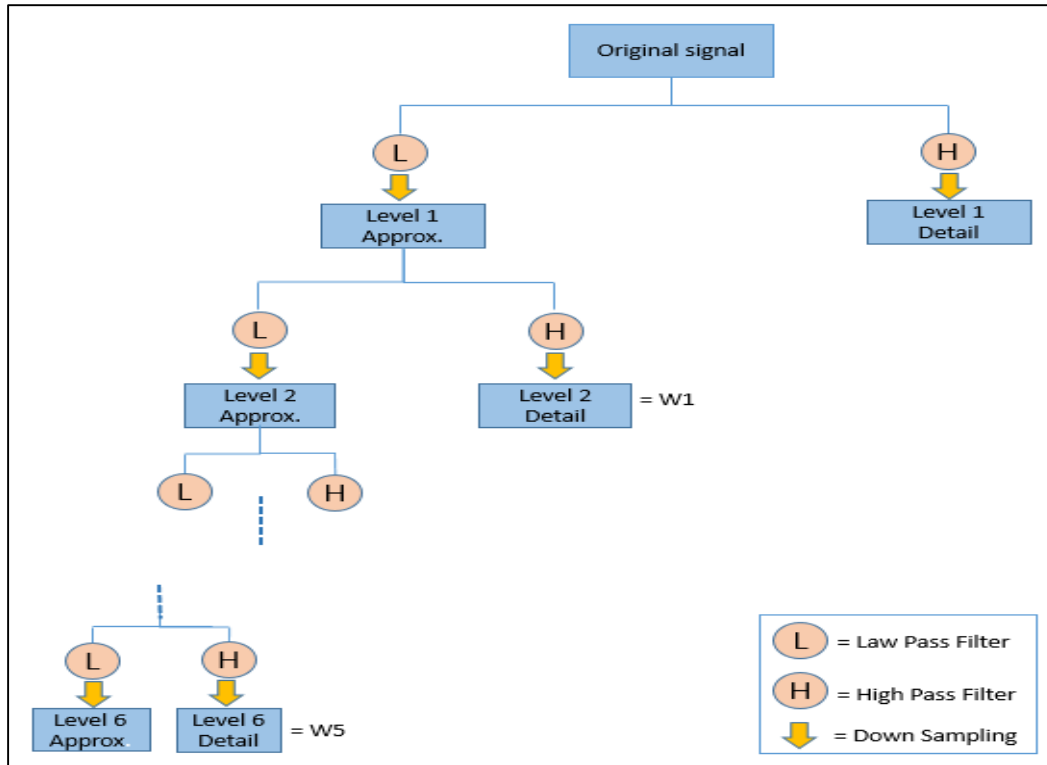 Original signal
L
H
Level 1
Approx.
Level 1
Detail
L
H
Level 2
Approx.
Level 2
Detail
= W1
L
H
L
H
Level 6
Approx.
Level 6
Detail
= W5
L = Law Pass Filter
H = High Pass Filter
= Down Sampling